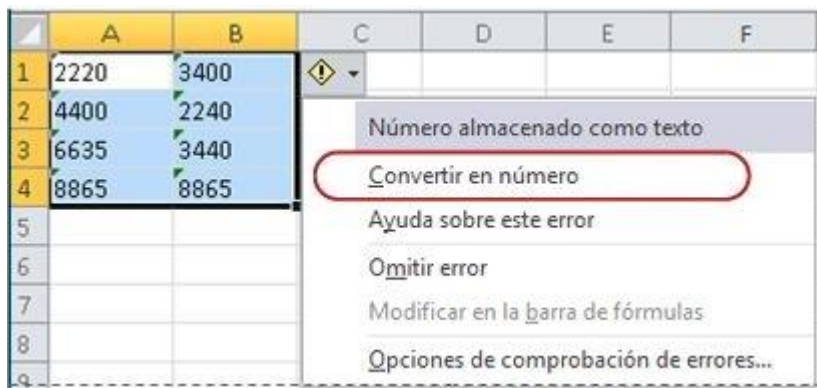 A B C D E F
1 2220 3400
2 4400 2240
Número almacenado como texto
3 6635 3440
Convertir en número
4 8865 8865
5 Ayuda sobre este error
6 Omitir error
7 Modificar en la barra de fórmulas
8
Opciones de comprobación de errores...
9